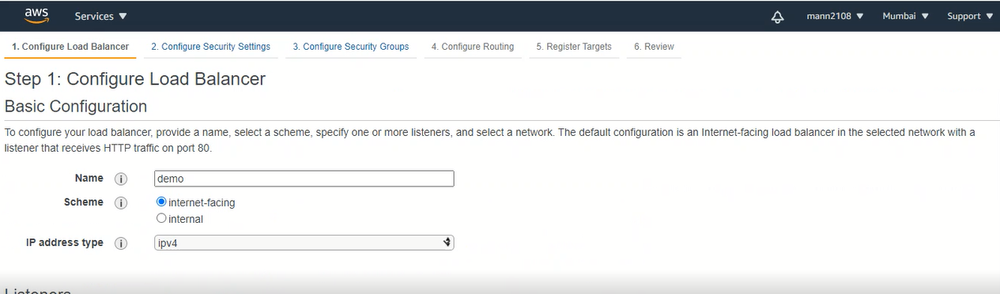 aws Services ▼ mann2108 ▼ Mumbai ▼ Support ▼
1. Configure Load Balancer 2. Configure Security Settings 3. Configure Security Groups 4. Configure Routing 5. Register Targets 6. Review
Step 1: Configure Load Balancer
Basic Configuration
To configure your load balancer, provide a name, select a scheme, specify one or more listeners, and select a network. The default configuration is an Internet-facing load balancer in the selected network with a
listener that receives HTTP traffic on port 80.
Name i demo
Scheme i internet-facing
internal
IP address type i ipv4
Listeners